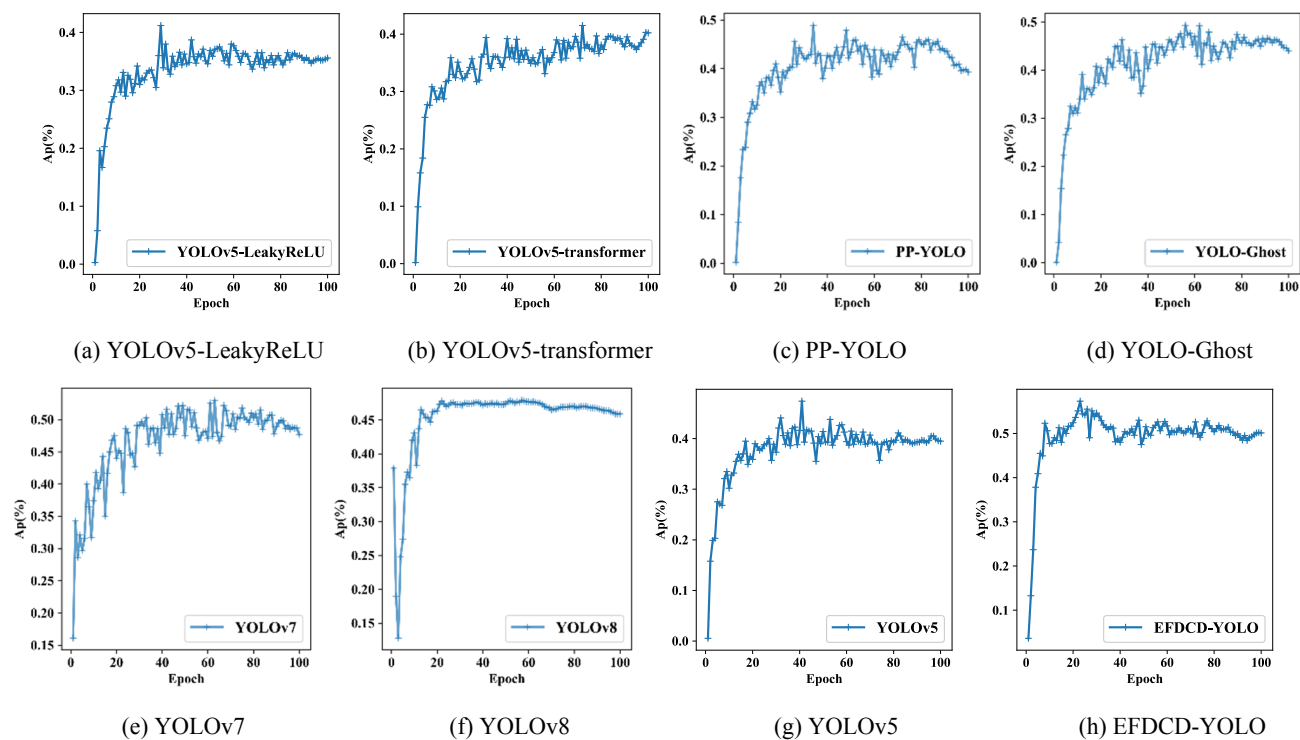 0.4
0.3
0.2
0.1
0.0
Ap(%)
YOLOv5-LeakyReLU
0 20 40 60 80 100
Epoch
(a) YOLOv5-LeakyReLU
0.4
0.3
0.2
0.1
0.0
Ap(%)
YOLOv5-transformer
0 20 40 60 80 100
Epoch
(b) YOLOv5-transformer
0.5
0.4
0.3
0.2
0.1
0.0
Ap(%)
PP-YOLO
0 20 40 60 80 100
Epoch
(c) PP-YOLO
0.5
0.4
0.3
0.2
0.1
0.0
Ap(%)
YOLO-Ghost
0 20 40 60 80 100
Epoch
(d) YOLO-Ghost
0.50
0.45
0.40
0.35
0.30
0.25
0.20
0.15
Ap(%)
YOLOv7
0 20 40 60 80 100
Epoch
(e) YOLOv7
0.45
0.40
0.35
0.30
0.25
0.20
0.15
Ap(%)
YOLOv8
0 20 40 60 80 100
Epoch
(f) YOLOv8
0.4
0.3
0.2
0.1
0.0
Ap(%)
YOLOv5
0 20 40 60 80 100
Epoch
(g) YOLOv5
0.5
0.4
0.3
0.2
0.1
Ap(%)
EFDCD-YOLO
0 20 40 60 80 100
Epoch
(h) EFDCD-YOLO